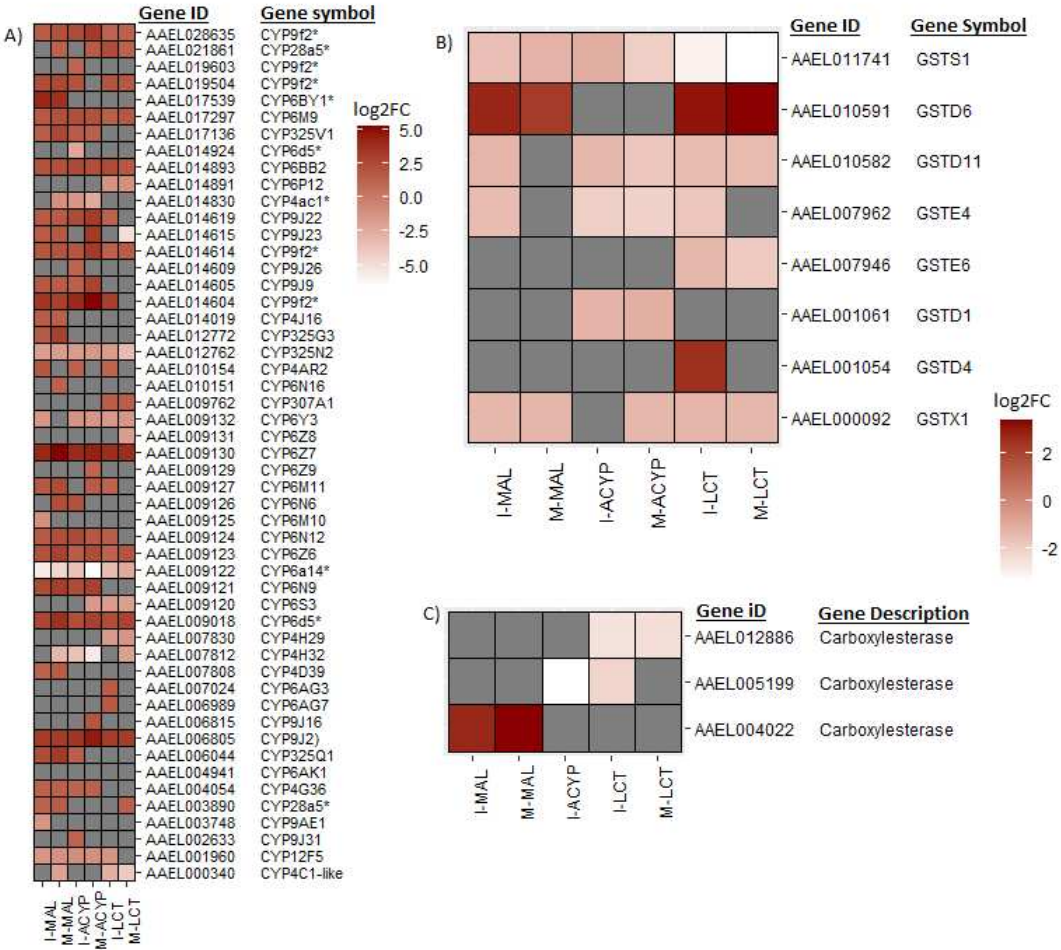 A)
Gene ID Gene symbol
AAEL028635 CYP9f2*
AAEL021861 CYP28a5*
AAEL019603 CYP9f2*
AAEL019504 CYP9f2*
AAEL017539 CYP6BY1*
AAEL017297 CYP6M9
AAEL017136 CYP325V1
AAEL014924 CYP6d5*
AAEL014893 CYP6BB2
AAEL014891 CYP6P12
AAEL014830 CYP4ac1*
AAEL014619 CYP9J22
AAEL014615 CYP9J23
AAEL014614 CYP9f2*
AAEL014609 CYP9J26
AAEL014605 CYP9J9
AAEL014604 CYP9f2*
AAEL014019 CYP4J16
AAEL012772 CYP325G3
AAEL012762 CYP325N2
AAEL010154 CYP4AR2
AAEL010151 CYP6N16
AAEL009762 CYP307A1
AAEL009132 CYP6Y3
AAEL009131 CYP6Z8
AAEL009130 CYP6Z7
AAEL009129 CYP6Z9
AAEL009127 CYP6M11
AAEL009126 CYP6N6
AAEL009125 CYP6M10
AAEL009124 CYP6N12
AAEL009123 CYP6Z6
AAEL009122 CYP6a14*
AAEL009121 CYP6N9
AAEL009120 CYP6S3
AAEL009018 CYP6d5*
AAEL007830 CYP4H29
AAEL007812 CYP4H32
AAEL007808 CYP4D39
AAEL007024 CYP6AG3
AAEL006989 CYP6AG7
AAEL006815 CYP9J16
AAEL006805 CYP9J2)
AAEL006044 CYP325Q1
AAEL004941 CYP6AK1
AAEL004054 CYP4G36
AAEL003890 CYP28a5*
AAEL003748 CYP9AE1
AAEL002633 CYP9J31
AAEL001960 CYP12F5
AAEL000340 CYP4C1-like
I-MAL
M-MAL
I-ACYP
M-ACYP
I-LCT
M-LCT
log2FC
5.0
2.5
0.0
-2.5
-5.0
B)
Gene ID Gene Symbol
AAEL011741 GSTS1
AAEL010591 GSTD6
AAEL010582 GSTD11
AAEL007962 GSTE4
AAEL007946 GSTE6
AAEL001061 GSTD1
AAEL001054 GSTD4
AAEL000092 GSTX1
I-MAL
M-MAL
I-ACYP
M-ACYP
I-LCT
M-LCT
log2FC
2
0
-2
C)
Gene iD Gene Description
AAEL012886 Carboxylesterase
AAEL005199 Carboxylesterase
AAEL004022 Carboxylesterase
I-MAL
M-MAL
I-ACYP
I-LCT
M-LCT